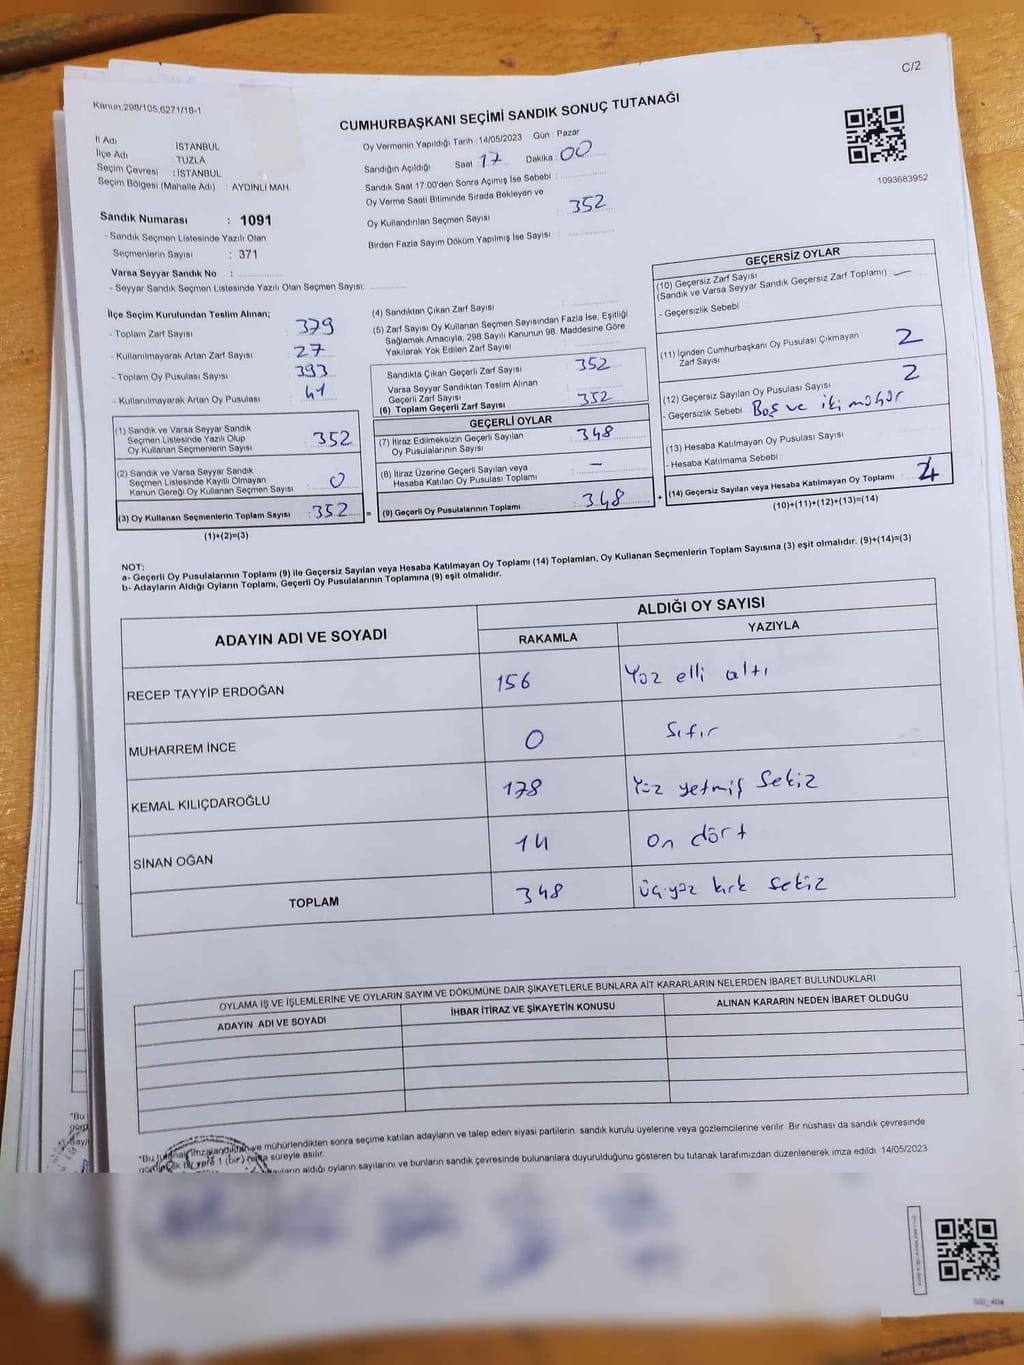 C/2
Kanun:298/105;6271/18-1
CUMHURBAŞKANI SEÇİMİ SANDIK SONUÇ TUTANAĞI
İl Adı : İSTANBUL
İlçe Adı : TUZLA
Seçim Çevresi : İSTANBUL
Seçim Bölgesi (Mahalle Adı) : AYDINLI MAH.
Sandık Numarası : 1091
- Sandık Seçmen Listesinde Yazılı Olan
Seçmenlerin Sayısı : 371
Varsa Seyyar Sandık No :
- Seyyar Sandık Seçmen Listesinde Yazılı Olan Seçmen Sayısı:
Oy Vermenin Yapıldığı Tarih : 14/05/2023 Gün : Pazar
Sandığın Açıldığı Saat 17 Dakika : 00
Sandık Saat 17:00'den Sonra Açımış İse Sebebi :
Oy Verme Saati Bitiminde Sırada Bekleyen ve
Oy Kullandırılan Seçmen Sayısı : 352
Birden Fazla Sayım Döküm Yapılmış İse Sayısı :
1093683952
İlçe Seçim Kurulundan Teslim Alınan;
- Toplam Zarf Sayısı : 379
- Kullanılmayarak Artan Zarf Sayısı : 27
- Toplam Oy Pusulası Sayısı : 393
- Kullanılmayarak Artan Oy Pusulası : 41
(1) Sandık ve Varsa Seyyar Sandık
Seçmen Listesinde Yazılı Olup
Oy Kullanan Seçmenlerin Sayısı : 352
(2) Sandık ve Varsa Seyyar Sandık
Seçmen Listesinde Kayıtlı Olmayan
Kanun Gereği Oy Kullanan Seçmen Sayısı : 0
(3) Oy Kullanan Seçmenlerin Toplam Sayısı : 352 =
(1)+(2)=(3)
(4) Sandıktan Çıkan Zarf Sayısı :
(5) Zarf Sayısı Oy Kullanan Seçmen Sayısından Fazla İse, Eşitliği
Sağlamak Amacıyla, 298 Sayılı Kanunun 98. Maddesine Göre
Yakılarak Yok Edilen Zarf Sayısı :
Sandıkta Çıkan Geçerli Zarf Sayısı : 352
Varsa Seyyar Sandıktan Teslim Alınan
Geçerli Zarf Sayısı :
(6) Toplam Geçerli Zarf Sayısı : 352
GEÇERLİ OYLAR
(7) İtiraz Edilmeksizin Geçerli Sayılan
Oy Pusulalarının Sayısı : 348
(8) İtiraz Üzerine Geçerli Sayılan veya
Hesaba Katılan Oy Pusulası Toplamı : -
(9) Geçerli Oy Pusulalarının Toplamı : 348 +
GEÇERSİZ OYLAR
(10) Geçersiz Zarf Sayısı
(Sandık ve Varsa Seyyar Sandık Geçersiz Zarf Toplamı) : -
- Geçersizlik Sebebi :
(11) İçinden Cumhurbaşkanı Oy Pusulası Çıkmayan
Zarf Sayısı : 2
(12) Geçersiz Sayılan Oy Pusulası Sayısı : 2
- Geçersizlik Sebebi : Boş ve iki mühür
(13) Hesaba Katılmayan Oy Pusulası Sayısı :
- Hesaba Katılmama Sebebi :
(14) Geçersiz Sayılan veya Hesaba Katılmayan Oy Toplamı : 4
(10)+(11)+(12)+(13)=(14)
NOT:
a- Geçerli Oy Pusulalarının Toplamı (9) ile Geçersiz Sayılan veya Hesaba Katılmayan Oy Toplamı (14) Toplamları, Oy Kullanan Seçmenlerin Toplam Sayısına (3) eşit olmalıdır. (9)+(14)=(3)
b- Adayların Aldığı Oyların Toplamı, Geçerli Oy Pusulalarının Toplamına (9) eşit olmalıdır.
ADAYIN ADI VE SOYADI ALDIĞI OY SAYISI
RAKAMLA YAZIYLA
RECEP TAYYİP ERDOĞAN 156 Yüz elli altı
MUHARREM İNCE 0 Sıfır
KEMAL KILIÇDAROĞLU 178 Yüz yetmiş sekiz
SİNAN OĞAN 14 On dört
TOPLAM 348 üç yüz kırk sekiz
OYLAMA İŞ VE İŞLEMLERİNE VE OYLARIN SAYIM VE DÖKÜMÜNE DAİR ŞİKAYETLERLE BUNLARA AİT KARARLARIN NELERDEN İBARET BULUNDUKLARI
ADAYIN ADI VE SOYADI İHBAR İTİRAZ VE ŞİKAYETİN KONUSU ALINAN KARARIN NEDEN İBARET OLDUĞU
*Bu tutanak imzalandıktan ve mühürlendikten sonra seçime katılan adayların ve talep eden siyasi partilerin sandık kurulu üyelerine veya gözlemcilerine verilir. Bir nüshası da sandık çevresinde
1 (bir) hafta süreyle asılır.
aldığı oyların sayılarını ve bunların sandık çevresinde bulunanlara duyurulduğunu gösteren bu tutanak tarafımızdan düzenlenerek imza edildi. 14/05/2023